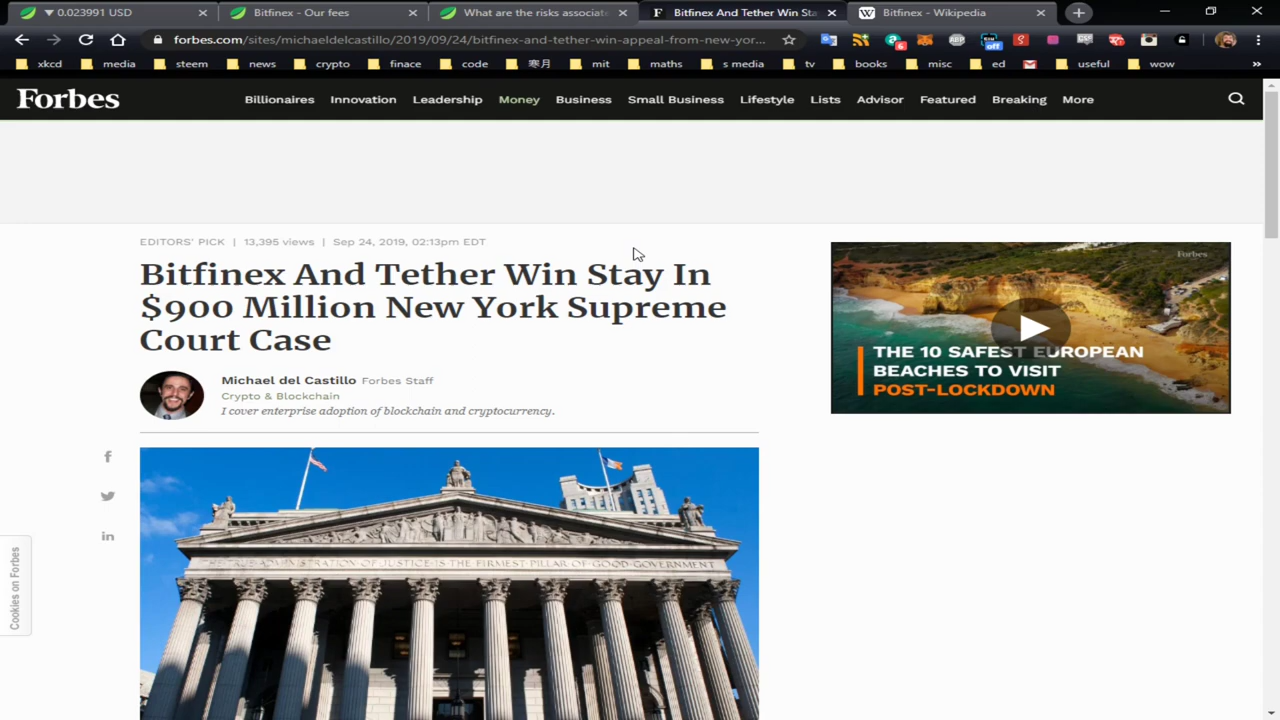 ▼ 0.023991 USD
Bitfinex - Our fees
What are the risks associat
Bitfinex And Tether Win Sta
Bitfinex - Wikipedia
forbes.com/sites/michaeldelcastillo/2019/09/24/bitfinex-and-tether-win-appeal-from-new-yor...
xkcd media steem news crypto finace code 寒月 mit maths s media tv books misc ed useful wow »
Forbes
Billionaires Innovation Leadership Money Business Small Business Lifestyle Lists Advisor Featured Breaking More
EDITORS' PICK | 13,395 views | Sep 24, 2019, 02:13pm EDT
Bitfinex And Tether Win Stay In
$900 Million New York Supreme
Court Case
Michael del Castillo Forbes Staff
Crypto & Blockchain
I cover enterprise adoption of blockchain and cryptocurrency.
Forbes
THE 10 SAFEST EUROPEAN
BEACHES TO VISIT
POST-LOCKDOWN
Cookies on Forbes
ADMINISTRATION OF JUSTICE IS THE FIRMEST PILLAR OF GOOD GOVERNMENT